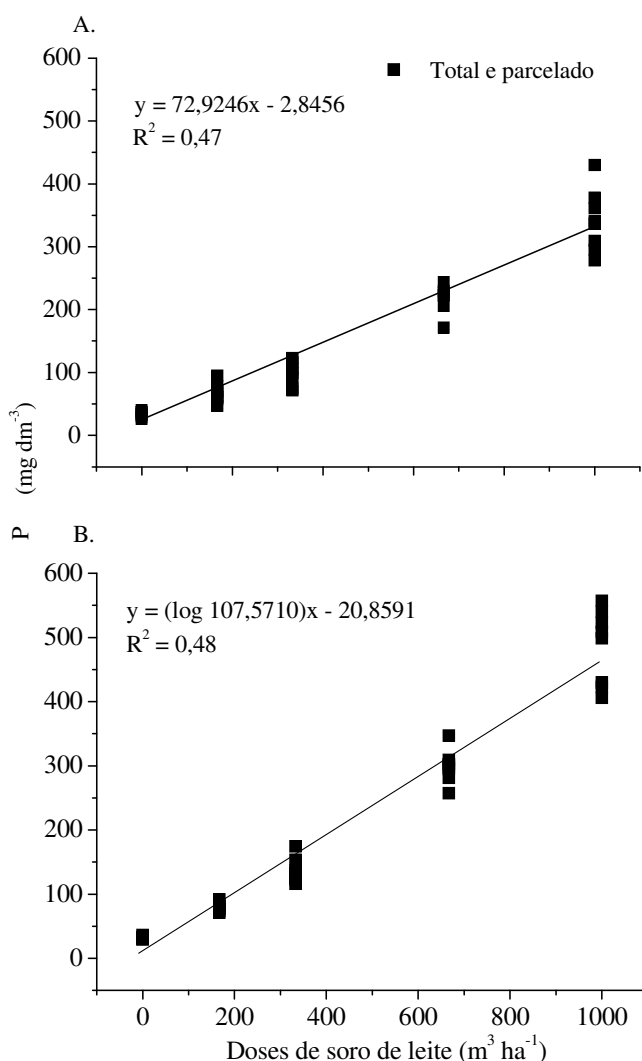 A.
600
500
400
300
200
100
0
Total e parcelado
y = 72,9246x - 2,8456
R² = 0,47
P (mg dm⁻³)
B.
600
500
400
300
200
100
0
y = (log 107,5710)x - 20,8591
R² = 0,48
0 200 400 600 800 1000
Doses de soro de leite (m³ ha⁻¹)